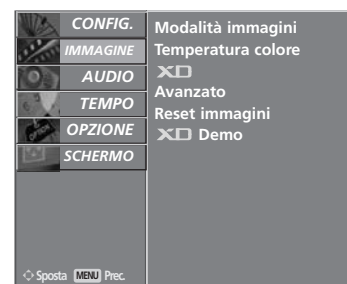 CONFIG.
IMMAGINE
AUDIO
TEMPO
OPZIONE
SCHERMO
Modalità immagini
Temperatura colore
XD
Avanzato
Reset immagini
XD Demo
Sposta MENU Prec.